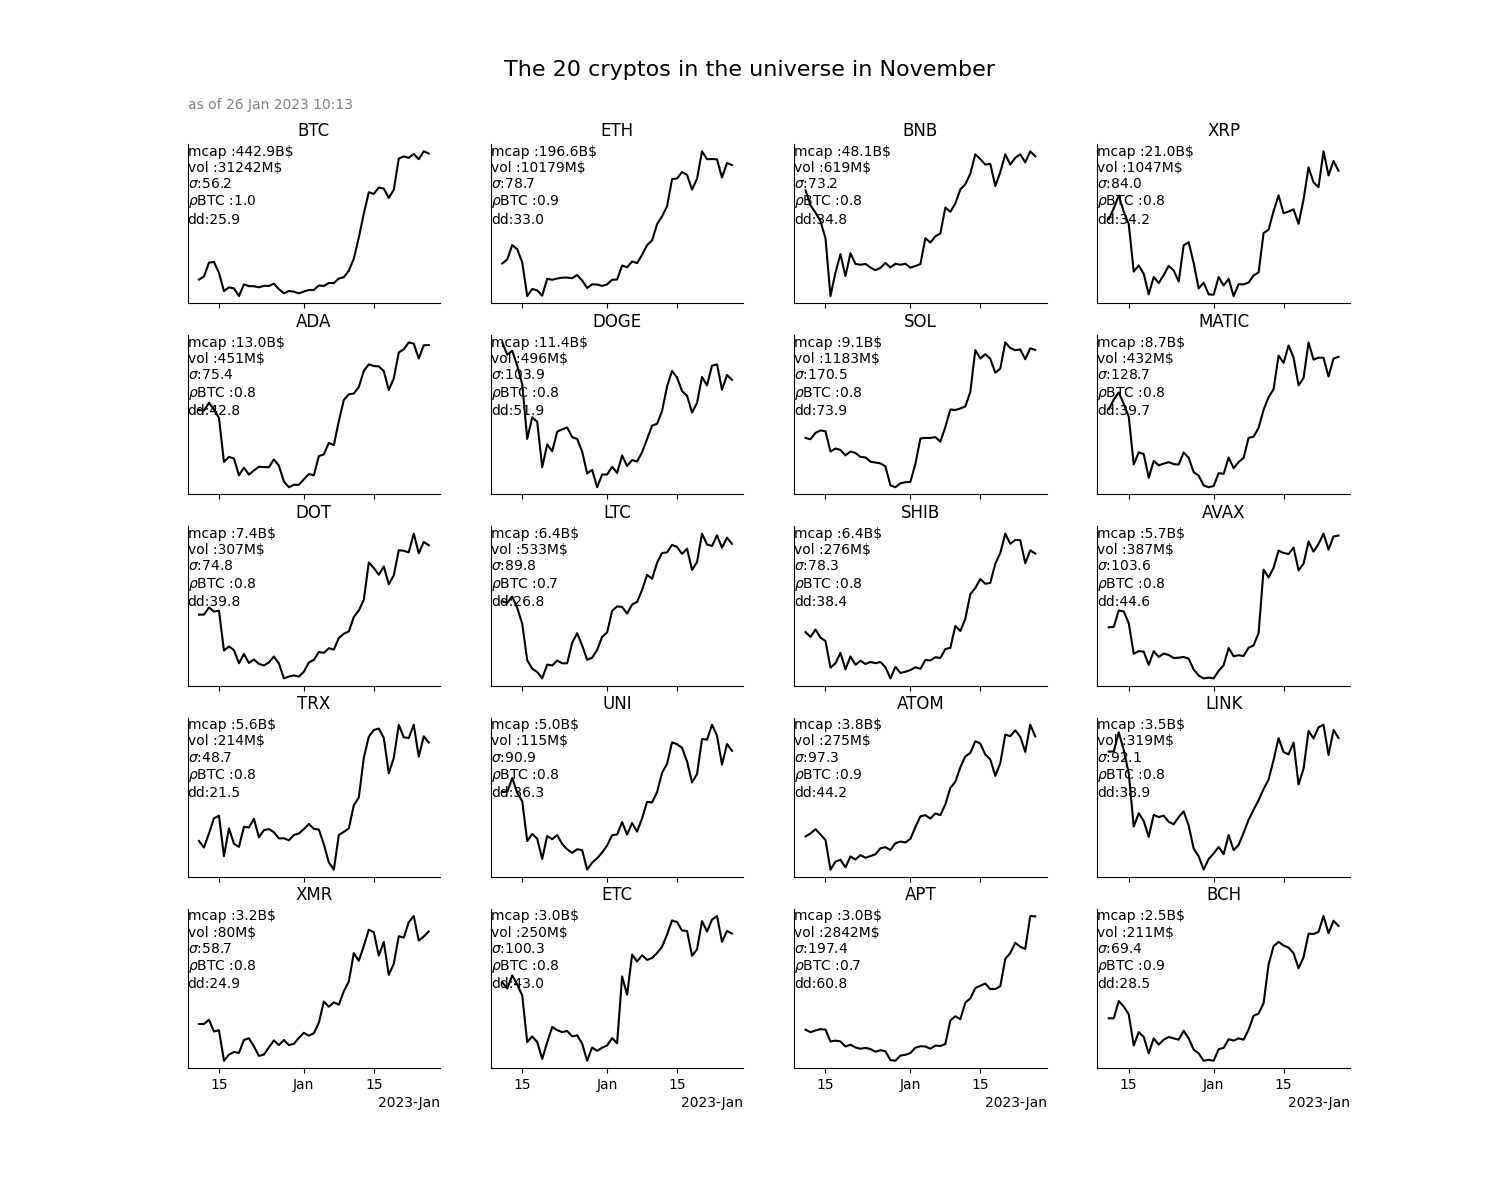 The 20 cryptos in the universe in November
as of 26 Jan 2023 10:13
BTC
mcap :442.9B$
vol :31242M$
σ:56.2
ρBTC :1.0
dd:25.9
ETH
mcap :196.6B$
vol :10179M$
σ:78.7
ρBTC :0.9
dd:33.0
BNB
mcap :48.1B$
vol :619M$
σ:73.2
ρBTC :0.8
dd:34.8
XRP
mcap :21.0B$
vol :1047M$
σ:84.0
ρBTC :0.8
dd:34.2
ADA
mcap :13.0B$
vol :451M$
σ:75.4
ρBTC :0.8
dd:42.8
DOGE
mcap :11.4B$
vol :496M$
σ:103.9
ρBTC :0.8
dd:51.9
SOL
mcap :9.1B$
vol :1183M$
σ:170.5
ρBTC :0.8
dd:73.9
MATIC
mcap :8.7B$
vol :432M$
σ:128.7
ρBTC :0.8
dd:39.7
DOT
mcap :7.4B$
vol :307M$
σ:74.8
ρBTC :0.8
dd:39.8
LTC
mcap :6.4B$
vol :533M$
σ:89.8
ρBTC :0.7
dd:26.8
SHIB
mcap :6.4B$
vol :276M$
σ:78.3
ρBTC :0.8
dd:38.4
AVAX
mcap :5.7B$
vol :387M$
σ:103.6
ρBTC :0.8
dd:44.6
TRX
mcap :5.6B$
vol :214M$
σ:48.7
ρBTC :0.8
dd:21.5
UNI
mcap :5.0B$
vol :115M$
σ:90.9
ρBTC :0.8
dd:36.3
ATOM
mcap :3.8B$
vol :275M$
σ:97.3
ρBTC :0.9
dd:44.2
LINK
mcap :3.5B$
vol :319M$
σ:92.1
ρBTC :0.8
dd:38.9
XMR
mcap :3.2B$
vol :80M$
σ:58.7
ρBTC :0.8
dd:24.9
15 Jan 15
2023-Jan
ETC
mcap :3.0B$
vol :250M$
σ:100.3
ρBTC :0.8
dd:43.0
15 Jan 15
2023-Jan
APT
mcap :3.0B$
vol :2842M$
σ:197.4
ρBTC :0.7
dd:60.8
15 Jan 15
2023-Jan
BCH
mcap :2.5B$
vol :211M$
σ:69.4
ρBTC :0.9
dd:28.5
15 Jan 15
2023-Jan